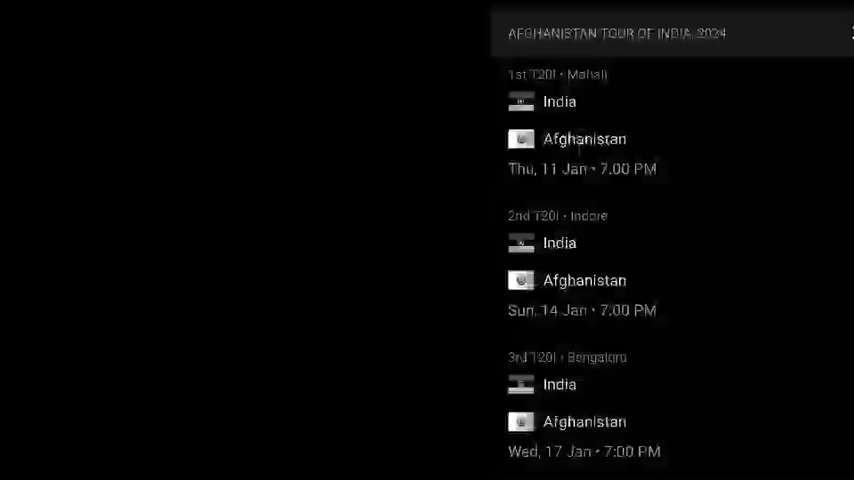 AFGHANISTAN TOUR OF INDIA, 2024
1st T20I • Mohali
India
Afghanistan
Thu, 11 Jan • 7:00 PM
2nd T20I • Indore
India
Afghanistan
Sun, 14 Jan • 7:00 PM
3rd T20I • Bengaluru
India
Afghanistan
Wed, 17 Jan • 7:00 PM